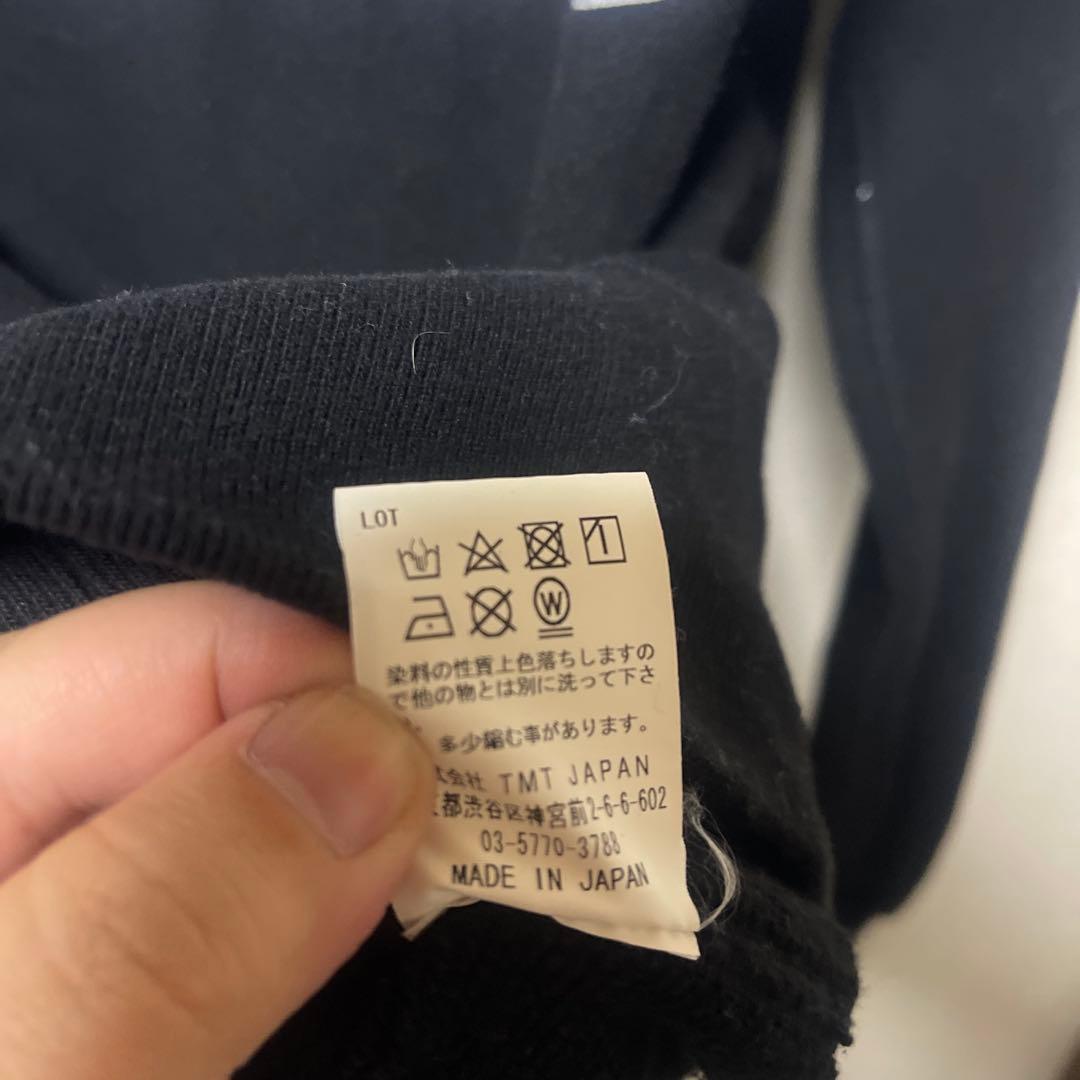 LOT
W
染料の性質上色落ちしますの
で他の物とは別に洗って下さ
多少縮む事があります。
会社 TMT JAPAN
都渋谷区神宮前2-6-6-602
03-5770-3788
MADE IN JAPAN